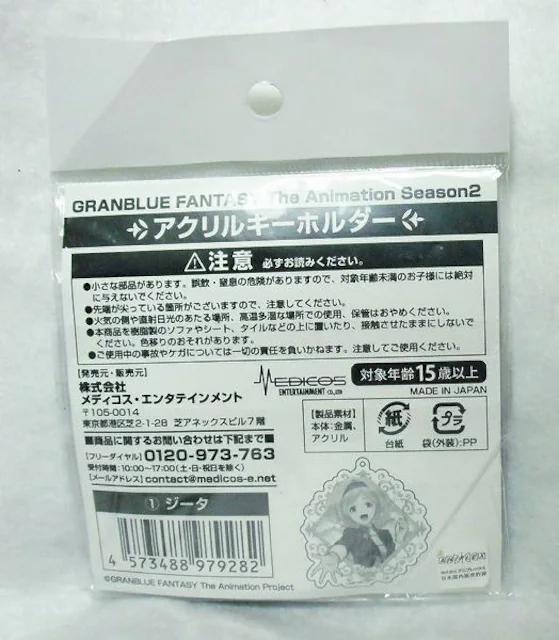 GRANBLUE FANTASY The Animation Season2
アクリルキーホルダー
注意 必ずお読みください。
●小さな部品があります。誤飲・窒息の危険がありますので、対象年齢未満のお子様には絶対
に与えないでください。
●先端が尖っている箇所がございますので、注意してください。
●火気の側や直射日光のあたる場所、高温多湿な場所での使用、保管はおやめください。
●本商品を樹脂製のソファやシート、タイルなどの上に置いたり、接触させたままにしないで
ください。色移りのおそれがあります。
●ご使用中の事故やケガについては一切の責任を負いかねます。注意してご使用ください。
[発売元・販売元]
株式会社
メディコス・エンタテインメント
〒105-0014
東京都港区芝2-1-28 芝アネックスビル7階
MEDICOS
ENTERTAINMENT CO.,LTD
対象年齢15歳以上
MADE IN JAPAN
■商品に関するお問い合わせは下記まで■
[フリーダイヤル] 0120-973-763
受付時間:10:00～17:00(土・日・祝日を除く)
[メールアドレス] contact@medicos-e.net
[製品素材]
本体:金属、
アクリル
紙
台紙
プラ
袋(外装):PP
① ジータ
4 573488 979282
©GRANBLUE FANTASY The Animation Project
日本国内販売許諾